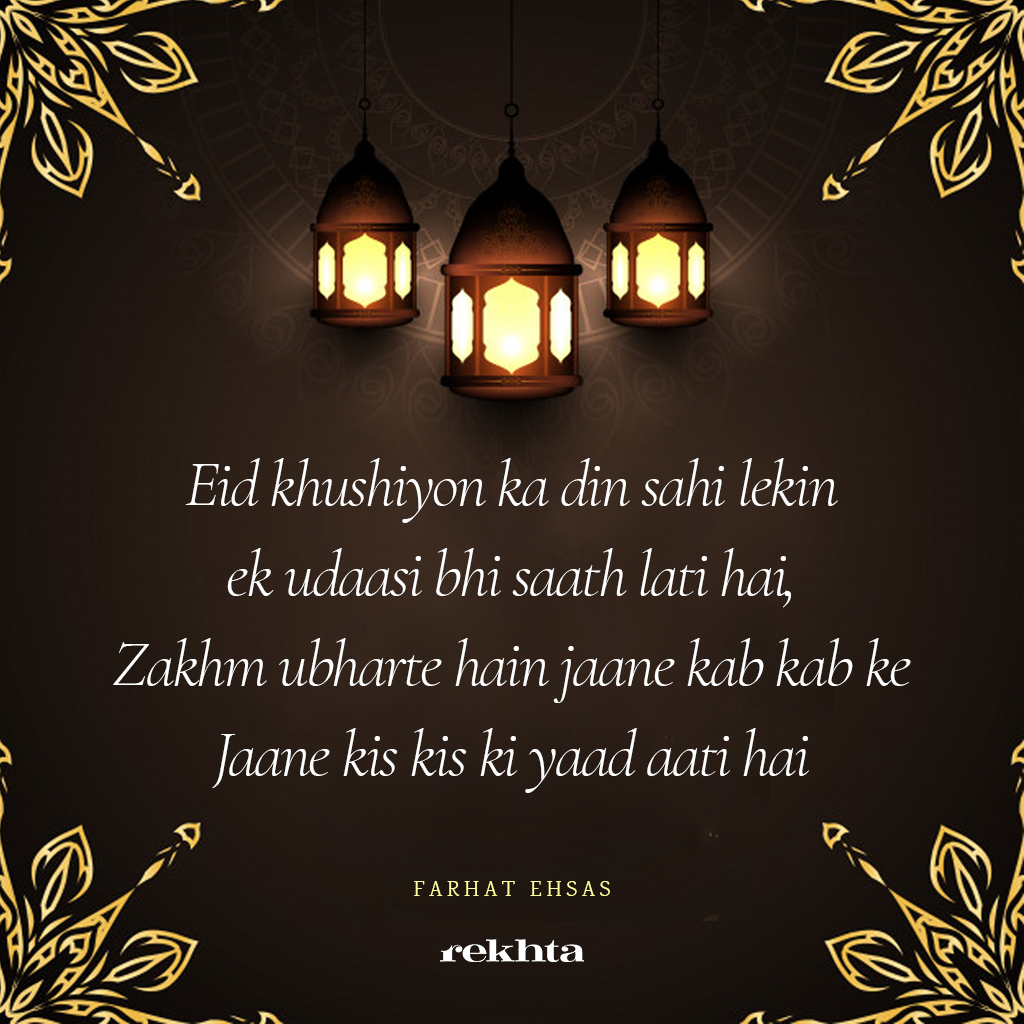 Eid khushiyon ka din sahi lekin
ek udaasi bhi saath lati hai,
Zakhm ubharte hain jaane kab kab ke
Jaane kis kis ki yaad aati hai
FARHAT EHSAS
rekhta